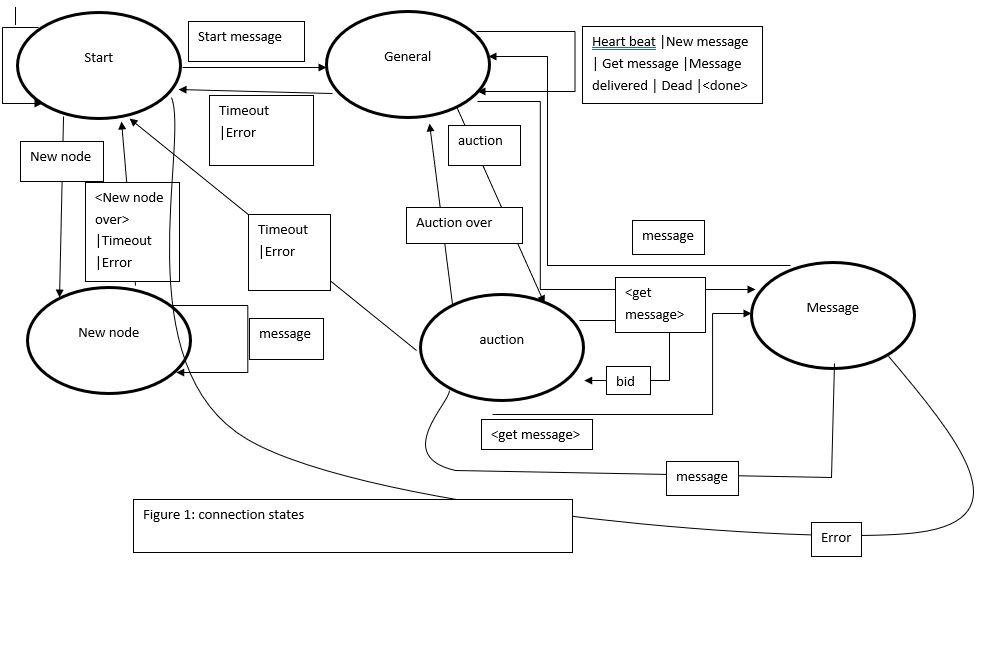 Start
Start message
General
Heart beat |New message
| Get message |Message
delivered | Dead |<done>
Timeout
|Error
auction
New node
<New node
over>
|Timeout
|Error
Timeout
|Error
Auction over
message
<get
message>
Message
New node
message
auction
bid
<get message>
message
Figure 1: connection states
Error